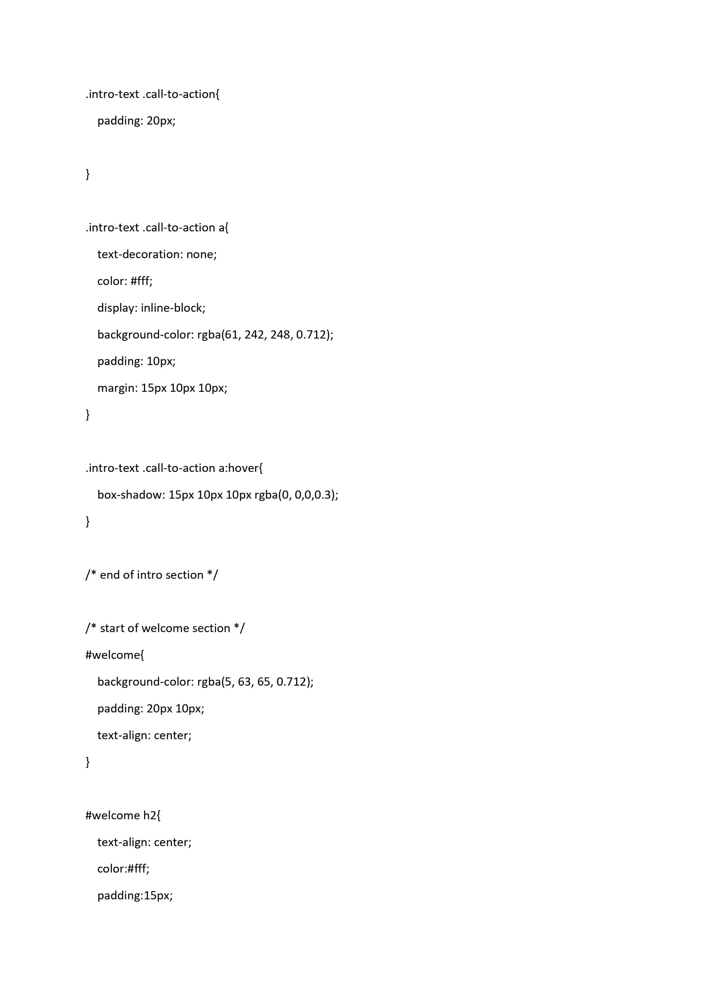 .intro-text .call-to-action{
    padding: 20px;

}

.intro-text .call-to-action a{
    text-decoration: none;
    color: #fff;
    display: inline-block;
    background-color: rgba(61, 242, 248, 0.712);
    padding: 10px;
    margin: 15px 10px 10px;
}

.intro-text .call-to-action a:hover{
    box-shadow: 15px 10px 10px rgba(0, 0,0,0.3);
}

/* end of intro section */

/* start of welcome section */
#welcome{
    background-color: rgba(5, 63, 65, 0.712);
    padding: 20px 10px;
    text-align: center;
}

#welcome h2{
    text-align: center;
    color:#fff;
    padding:15px;